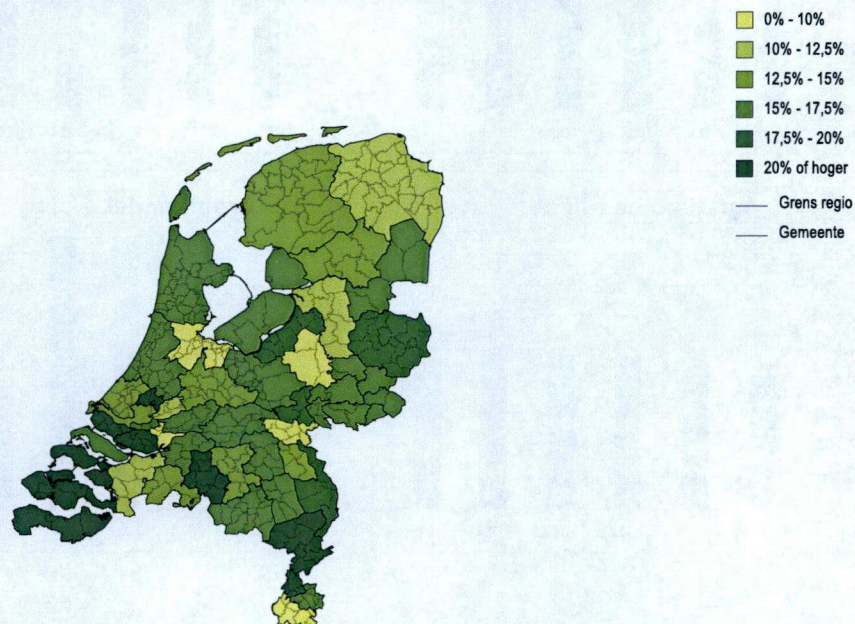 0% - 10%
10% - 12,5%
12,5% - 15%
15% - 17,5%
17,5% - 20%
20% of hoger
Grens regio
Gemeente